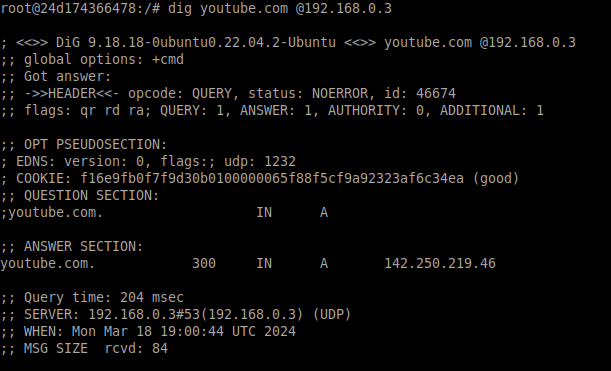 root@24d174366478:/# dig youtube.com @192.168.0.3
; <<>> DiG 9.18.18-0ubuntu0.22.04.2-Ubuntu <<>> youtube.com @192.168.0.3
;; global options: +cmd
;; Got answer:
;; ->>HEADER<<- opcode: QUERY, status: NOERROR, id: 46674
;; flags: qr rd ra; QUERY: 1, ANSWER: 1, AUTHORITY: 0, ADDITIONAL: 1
;; OPT PSEUDOSECTION:
; EDNS: version: 0, flags:; udp: 1232
; COOKIE: f16e9fb0f7f9d30b0100000065f88f5cf9a92323af6c34ea (good)
;; QUESTION SECTION:
;youtube.com. IN A
;; ANSWER SECTION:
youtube.com. 300 IN A 142.250.219.46
;; Query time: 204 msec
;; SERVER: 192.168.0.3#53(192.168.0.3) (UDP)
;; WHEN: Mon Mar 18 19:00:44 UTC 2024
;; MSG SIZE rcvd: 84